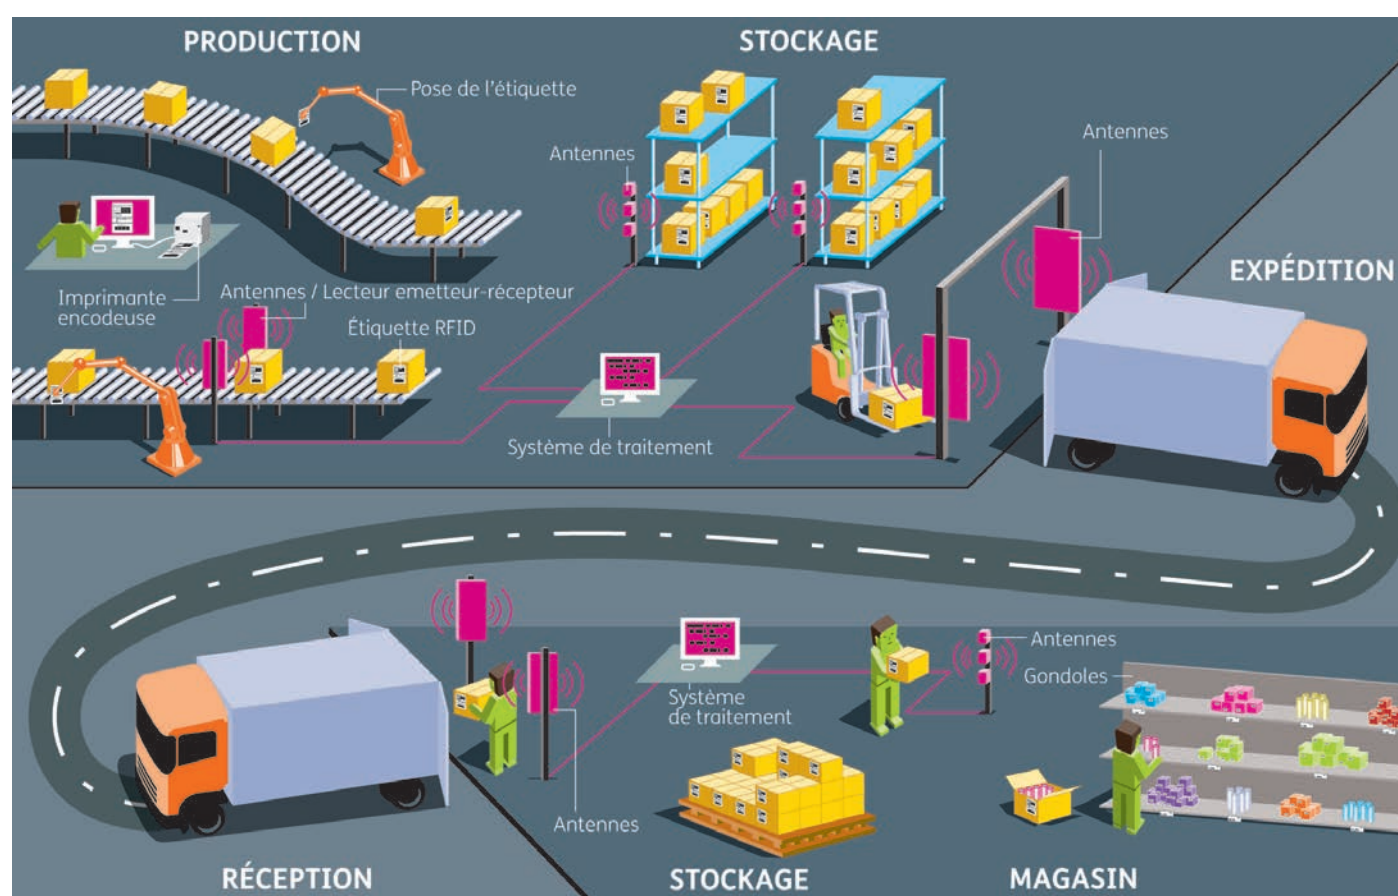 PRODUCTION
STOCKAGE
Pose de l'étiquette
Antennes
Antennes
EXPÉDITION
Imprimante
encodeuse
Antennes / Lecteur emetteur-récepteur
Étiquette RFID
Système de traitement
Antennes
Gondoles
Système
de traitement
Antennes
RÉCEPTION
STOCKAGE
MAGASIN